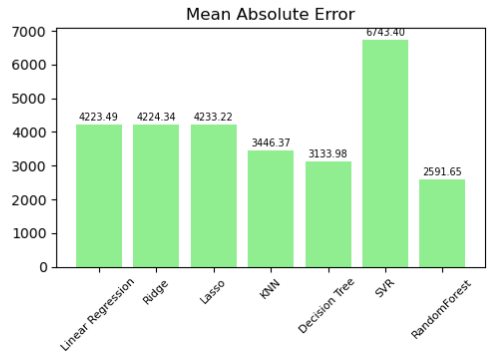 Mean Absolute Error
7000
6000
5000
4000
3000
2000
1000
0
4223.49
4224.34
4233.22
3446.37
3133.98
6743.40
2591.65
Linear Regression
Ridge
Lasso
KNN
Decision Tree
SVR
RandomForest